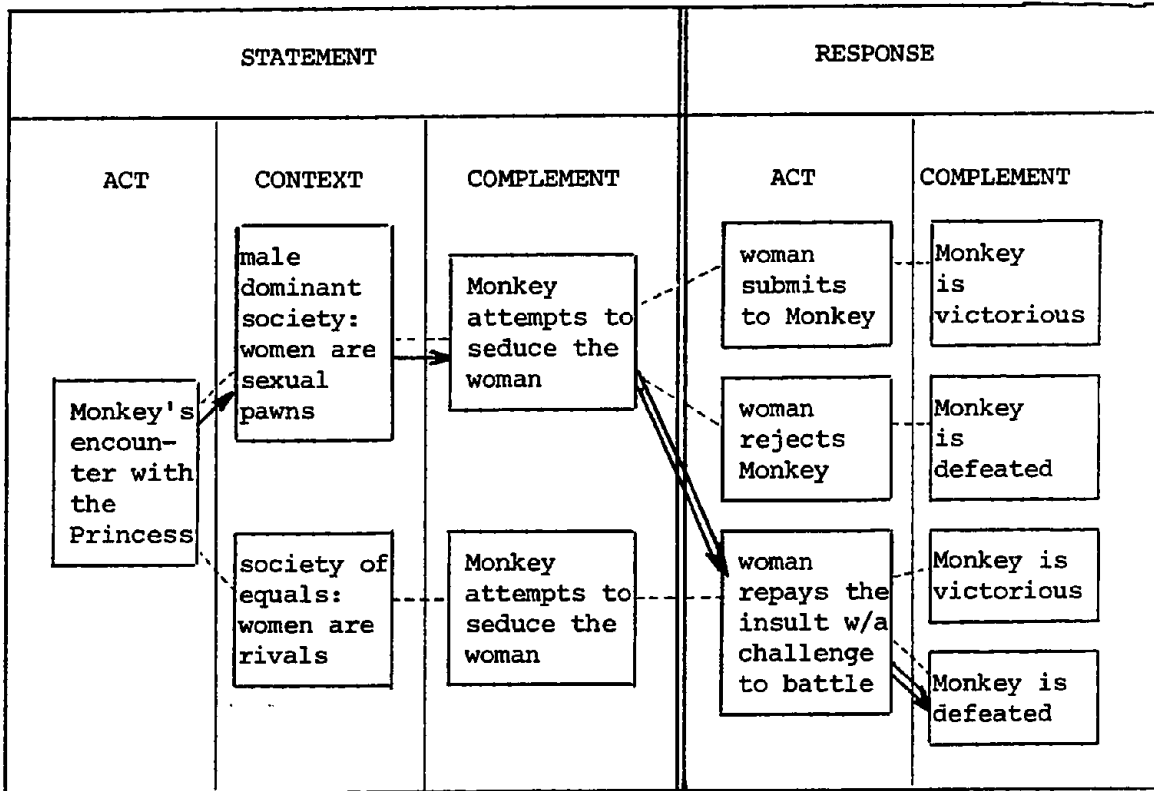 STATEMENT
RESPONSE
ACT
CONTEXT
COMPLEMENT
ACT
COMPLEMENT
Monkey's
encoun-
ter with
the
Princess
male
dominant
society:
women are
sexual
pawns
society of
equals:
women are
rivals
Monkey
attempts to
seduce the
woman
Monkey
attempts to
seduce the
woman
woman
submits
to Monkey
woman
rejects
Monkey
woman
repays the
insult w/a
challenge
to battle
Monkey
is
victorious
Monkey
is
defeated
Monkey is
victorious
Monkey is
defeated